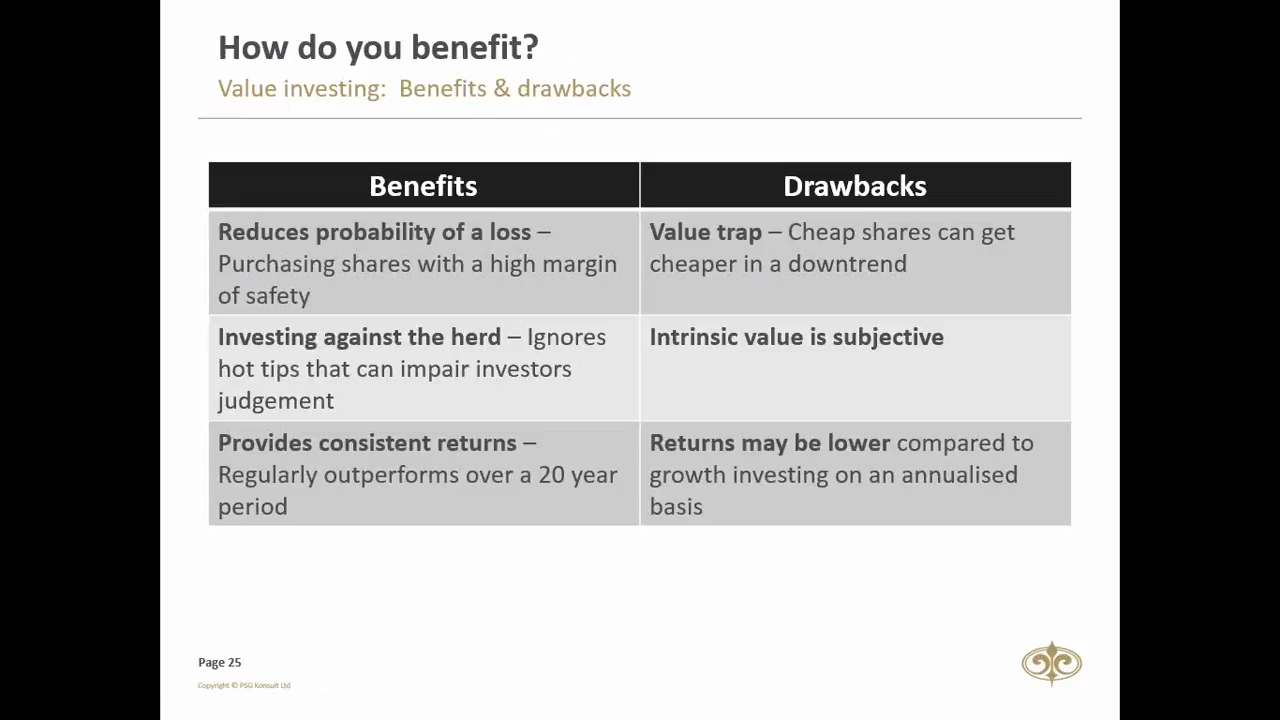 How do you benefit?
Value investing:  Benefits & drawbacks
Benefits
Drawbacks
Reduces probability of a loss –
Purchasing shares with a high margin
of safety
Value trap – Cheap shares can get
cheaper in a downtrend
Investing against the herd – Ignores
hot tips that can impair investors
judgement
Intrinsic value is subjective
Provides consistent returns –
Regularly outperforms over a 20 year
period
Returns may be lower compared to
growth investing on an annualised
basis
Page 25
Copyright © PSG Konsult Ltd